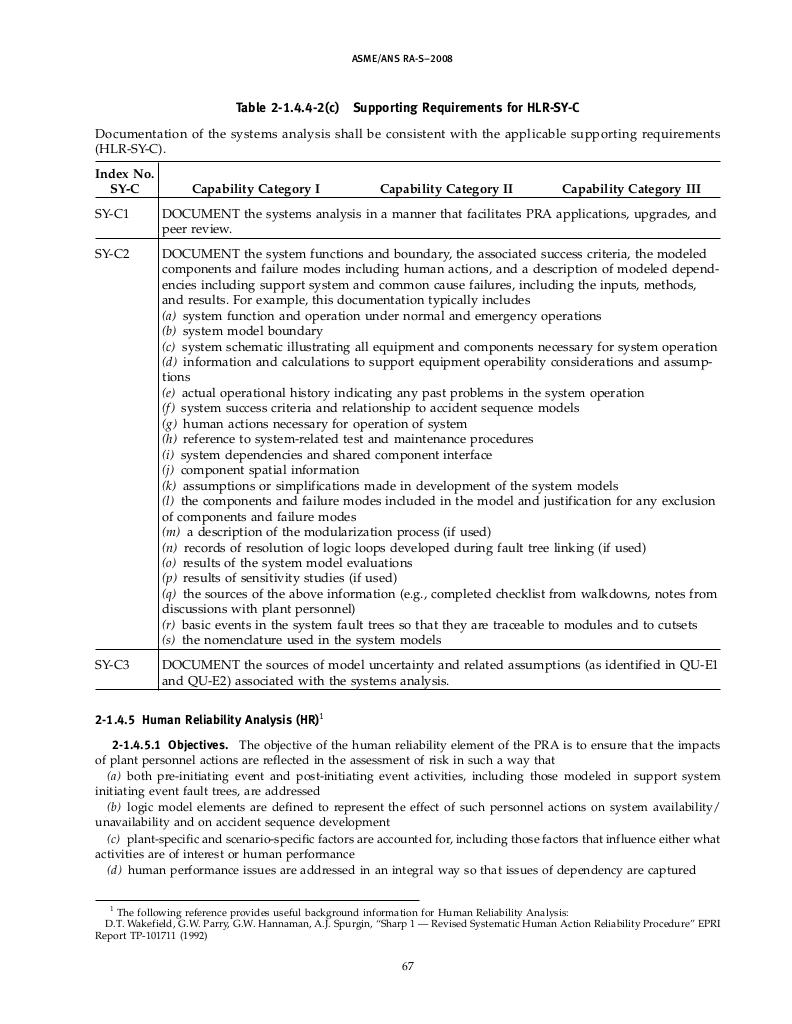 ASME/ANS RA-S–2008
Table 2-1.4.4-2(c) Supporting Requirements for HLR-SY-C
Documentation of the systems analysis shall be consistent with the applicable supporting requirements
(HLR-SY-C).
Index No.
SY-C Capability Category I Capability Category II Capability Category III
SY-C1 DOCUMENT the systems analysis in a manner that facilitates PRA applications, upgrades, and
peer review.
SY-C2 DOCUMENT the system functions and boundary, the associated success criteria, the modeled
components and failure modes including human actions, and a description of modeled depend-
encies including support system and common cause failures, including the inputs, methods,
and results. For example, this documentation typically includes
(a) system function and operation under normal and emergency operations
(b) system model boundary
(c) system schematic illustrating all equipment and components necessary for system operation
(d) information and calculations to support equipment operability considerations and assump-
tions
(e) actual operational history indicating any past problems in the system operation
(f) system success criteria and relationship to accident sequence models
(g) human actions necessary for operation of system
(h) reference to system-related test and maintenance procedures
(i) system dependencies and shared component interface
(j) component spatial information
(k) assumptions or simplifications made in development of the system models
(l) the components and failure modes included in the model and justification for any exclusion
of components and failure modes
(m) a description of the modularization process (if used)
(n) records of resolution of logic loops developed during fault tree linking (if used)
(o) results of the system model evaluations
(p) results of sensitivity studies (if used)
(q) the sources of the above information (e.g., completed checklist from walkdowns, notes from
discussions with plant personnel)
(r) basic events in the system fault trees so that they are traceable to modules and to cutsets
(s) the nomenclature used in the system models
SY-C3 DOCUMENT the sources of model uncertainty and related assumptions (as identified in QU-E1
and QU-E2) associated with the systems analysis.
2-1.4.5 Human Reliability Analysis (HR)1
2-1.4.5.1 Objectives. The objective of the human reliability element of the PRA is to ensure that the impacts
of plant personnel actions are reflected in the assessment of risk in such a way that
(a) both pre-initiating event and post-initiating event activities, including those modeled in support system
initiating event fault trees, are addressed
(b) logic model elements are defined to represent the effect of such personnel actions on system availability/
unavailability and on accident sequence development
(c) plant-specific and scenario-specific factors are accounted for, including those factors that influence either what
activities are of interest or human performance
(d) human performance issues are addressed in an integral way so that issues of dependency are captured
1 The following reference provides useful background information for Human Reliability Analysis:
D.T. Wakefield, G.W. Parry, G.W. Hannaman, A.J. Spurgin, “Sharp 1 — Revised Systematic Human Action Reliability Procedure” EPRI
Report TP-101711 (1992)
67